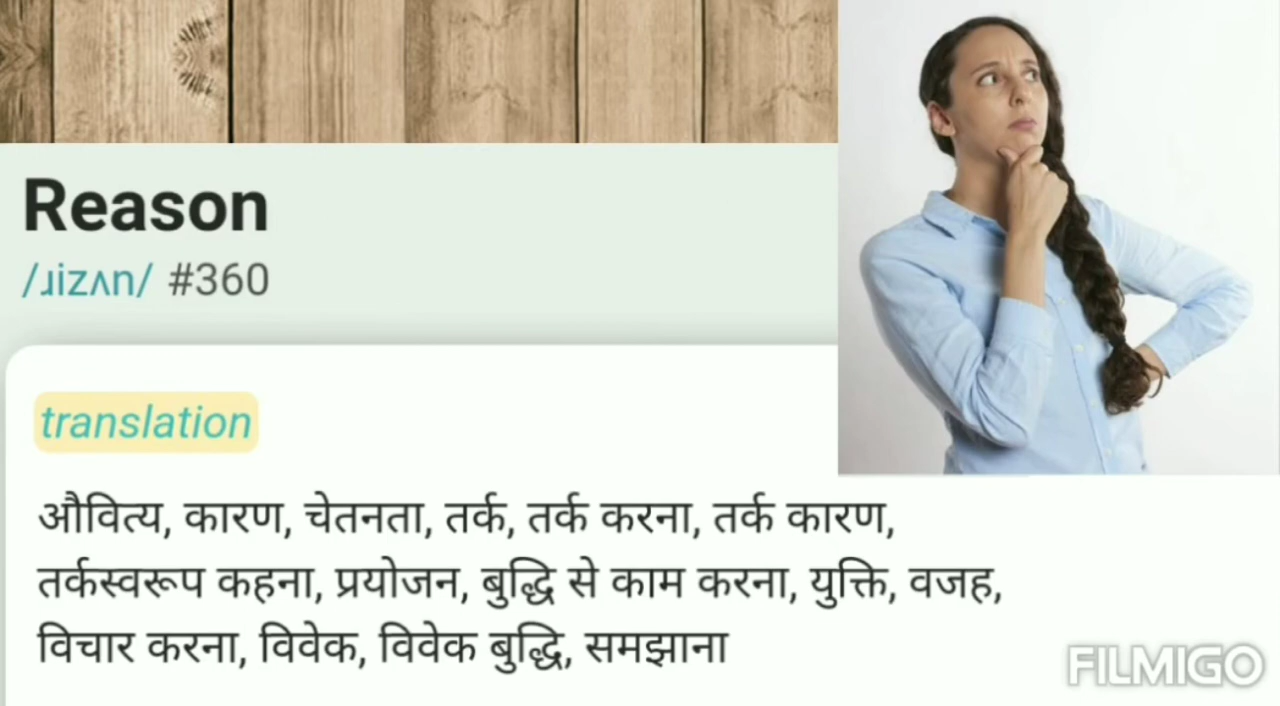 Reason
/ɹizʌn/ #360
translation
औवित्य, कारण, चेतनता, तर्क, तर्क करना, तर्क कारण,
तर्कस्वरूप कहना, प्रयोजन, बुद्धि से काम करना, युक्ति, वजह,
विचार करना, विवेक, विवेक बुद्धि, समझाना
FILMIGO